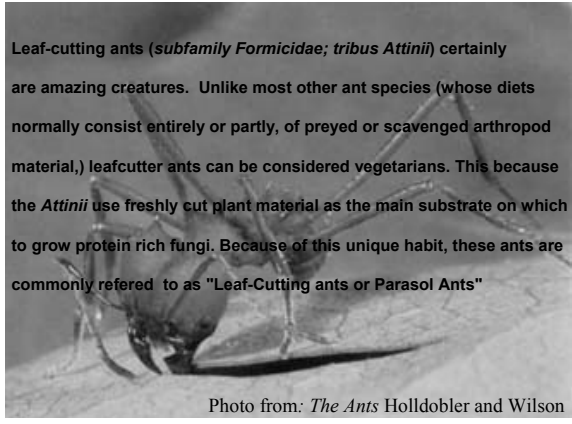 Leaf-cutting ants (subfamily Formicidae; tribus Attinii) certainly
are amazing creatures. Unlike most other ant species (whose diets
normally consist entirely or partly, of preyed or scavenged arthropod
material,) leafcutter ants can be considered vegetarians. This because
the Attinii use freshly cut plant material as the main substrate on which
to grow protein rich fungi. Because of this unique habit, these ants are
commonly refered to as "Leaf-Cutting ants or Parasol Ants"
Photo from: The Ants Holldobler and Wilson